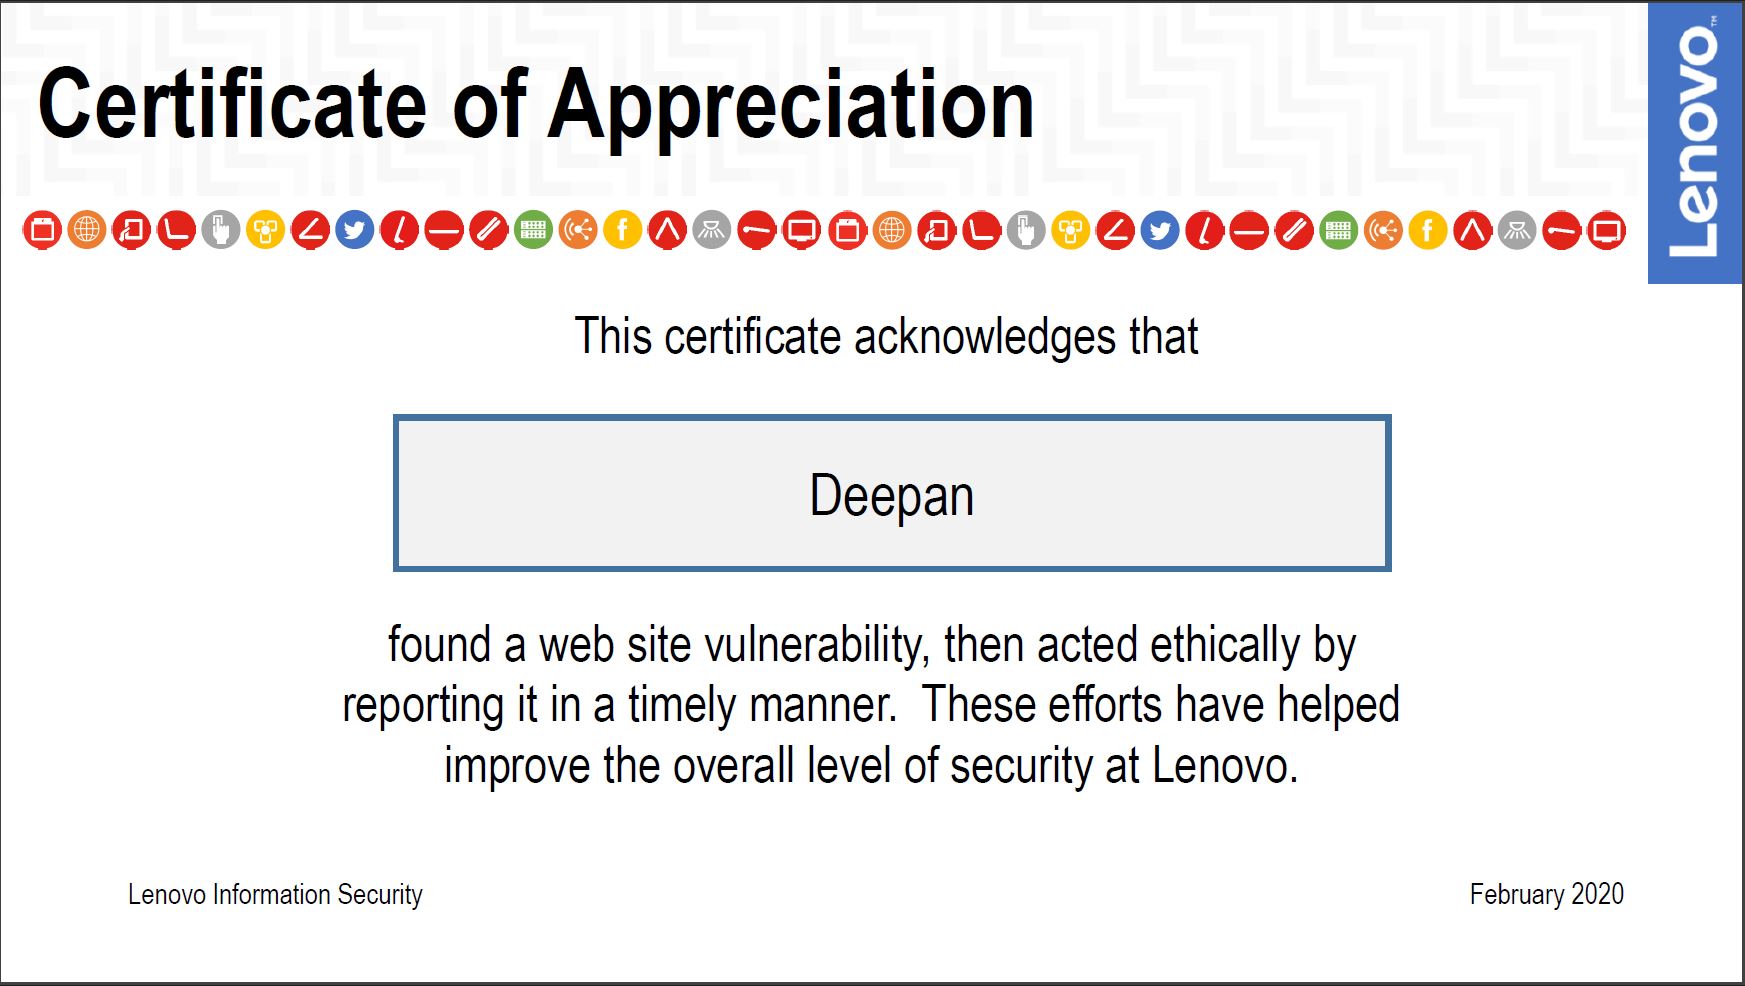 Certificate of Appreciation
Lenovo™
This certificate acknowledges that
Deepan
found a web site vulnerability, then acted ethically by
reporting it in a timely manner.  These efforts have helped
improve the overall level of security at Lenovo.
Lenovo Information Security
February 2020